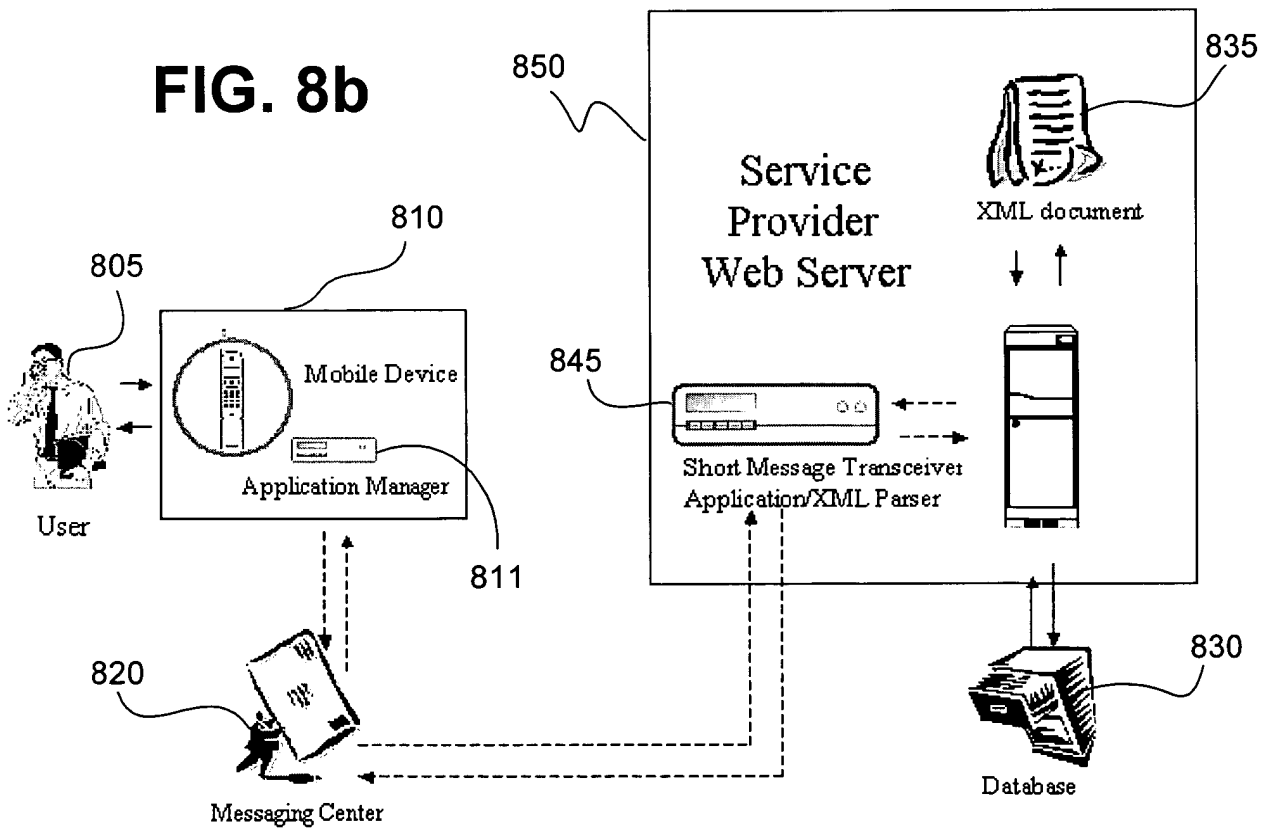 FIG. 8b
850
835
Service
Provider
Web Server
XML document
810
805
Mobile Device
845
Application Manager
Short Message Transceiver
Application/XML Parser
User
811
820
830
Database
Messaging Center